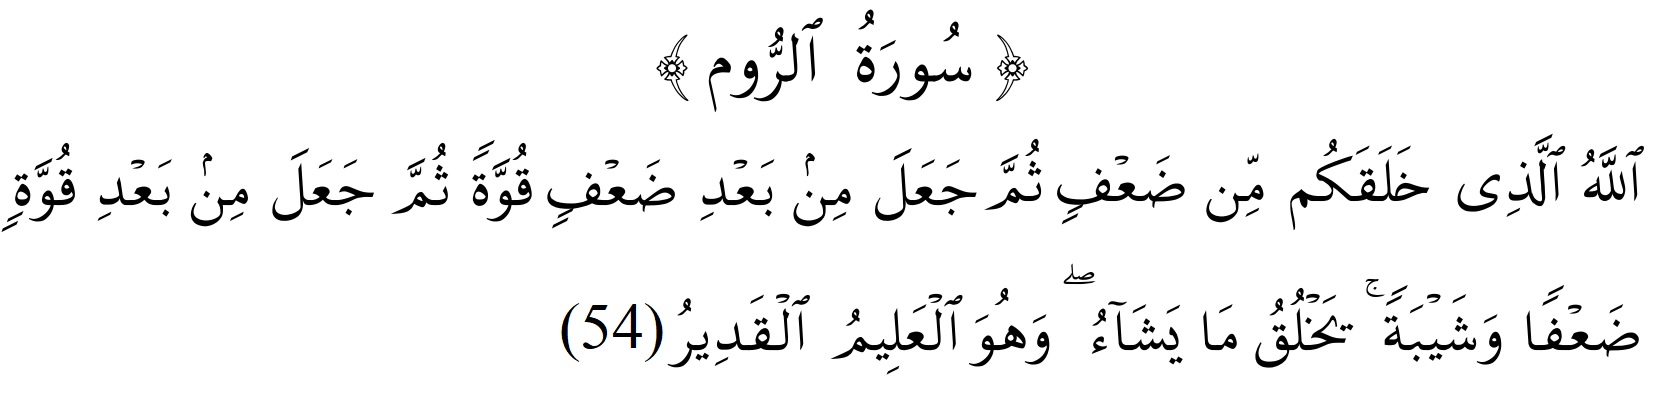 ﴿ سُورَةُ ٱلرُّوم ﴾
ٱللَّهُ ٱلَّذِى خَلَقَكُم مِّن ضَعۡفٍ ثُمَّ جَعَلَ مِنۢ بَعۡدِ ضَعۡفٍ قُوَّةً ثُمَّ جَعَلَ مِنۢ بَعۡدِ قُوَّةٍ
ضَعۡفًا وَشَيۡبَةًۚ يَخۡلُقُ مَا يَشَآءُۖ وَهُوَ ٱلۡعَلِيمُ ٱلۡقَدِيرُ (54)